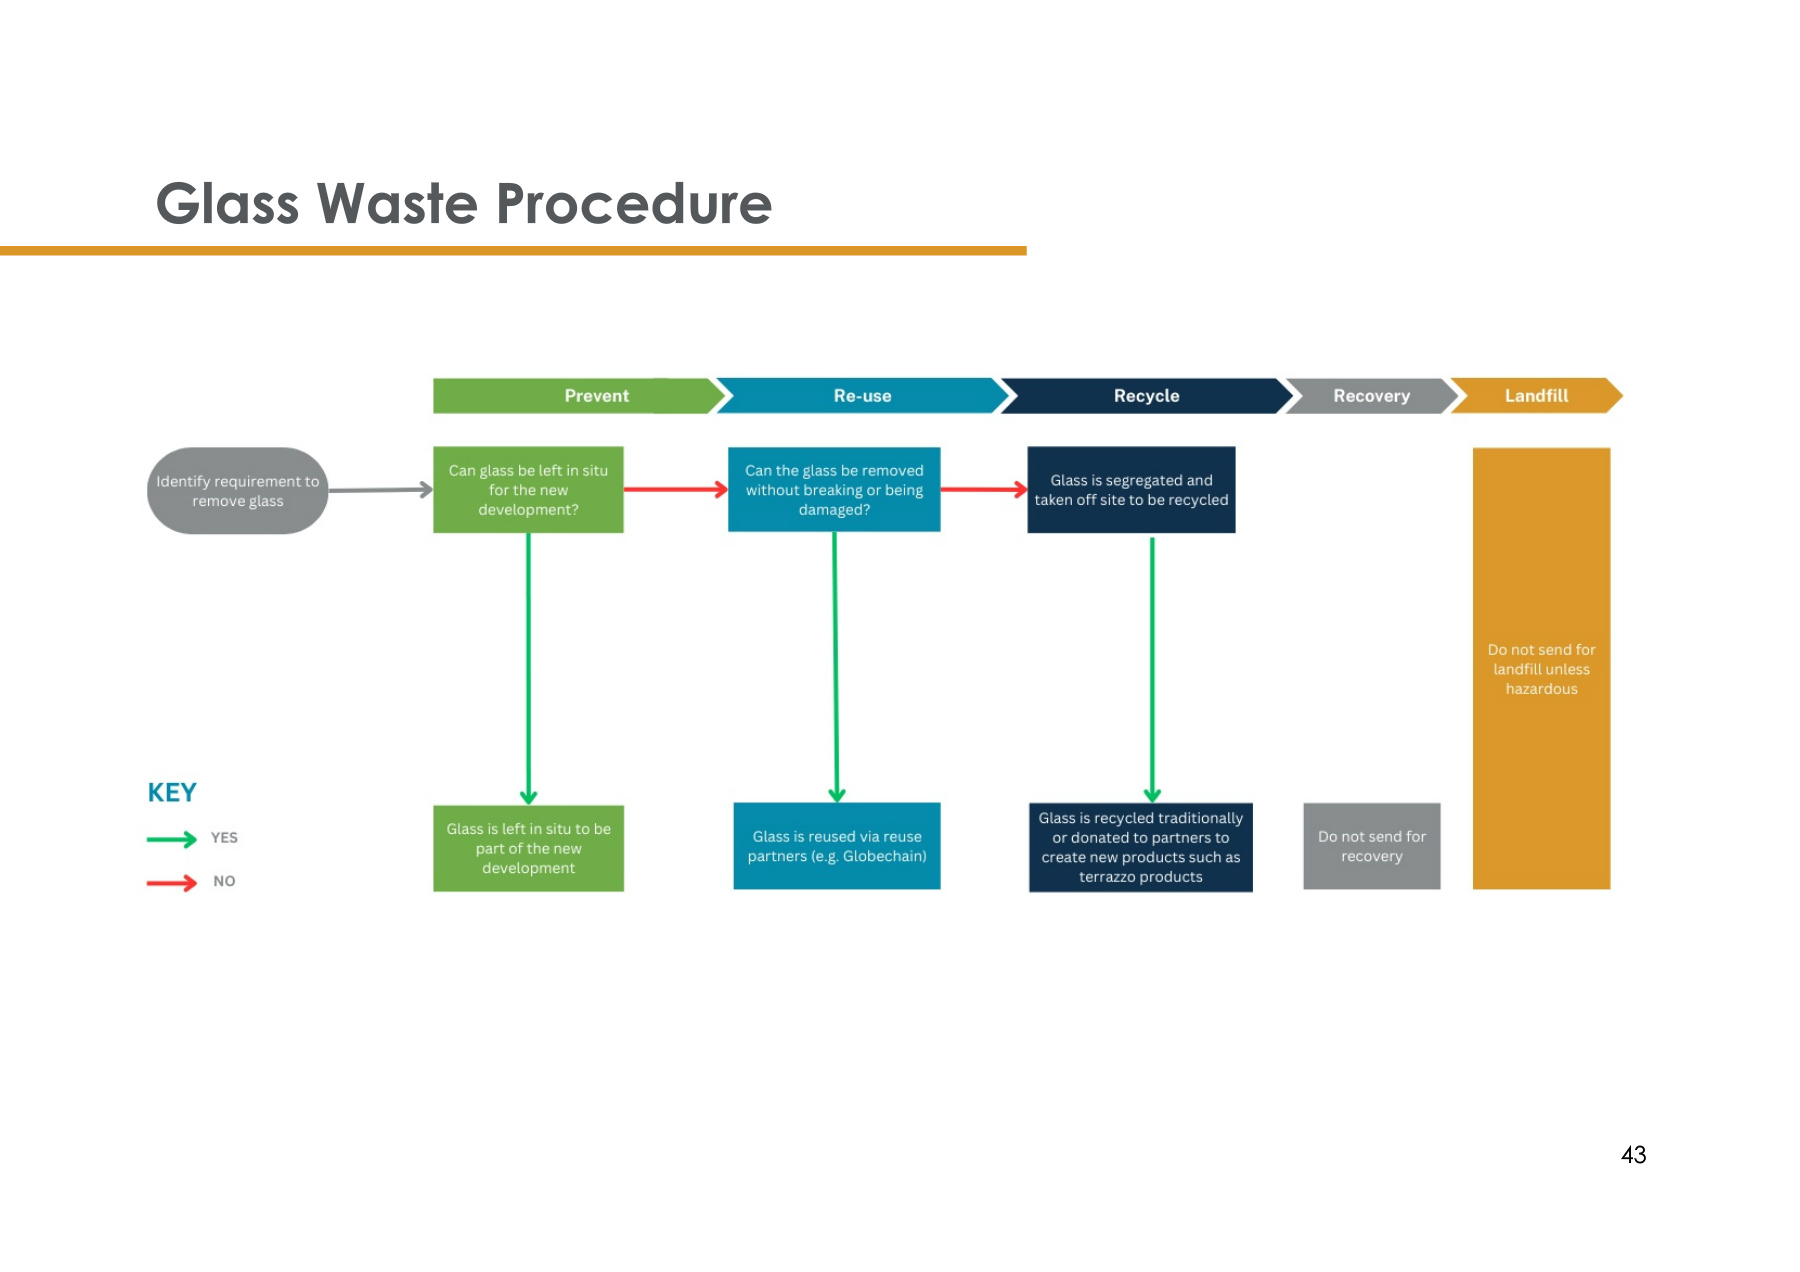 Glass Waste Procedure
Prevent
Re-use
Recycle
Recovery
Landfill
Identify requirement to
remove glass
Can glass be left in situ
for the new
development?
Can the glass be removed
without breaking or being
damaged?
Glass is segregated and
taken off site to be recycled
Do not send for
landfill unless
hazardous
KEY
YES
NO
Glass is left in situ to be
part of the new
development
Glass is reused via reuse
partners (e.g. Globechain)
Glass is recycled traditionally
or donated to partners to
create new products such as
terrazzo products
Do not send for
recovery
43